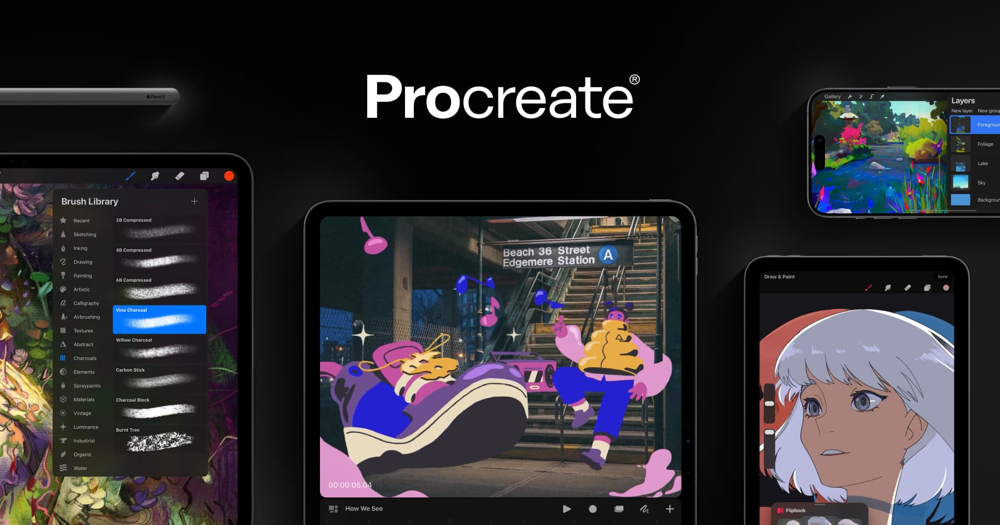 Procreate®
Pencil
Brush Library
Recent
Sketching
Inking
Drawing
Painting
Artistic
Calligraphy
Airbrushing
Textures
Abstract
Charcoals
Elements
Spraypaints
Materials
Vintage
Luminance
Industrial
Organic
Water
2B Compressed
4B Compressed
6B Compressed
Vine Charcoal
Willow Charcoal
Carbon Stick
Charcoal Block
Burnt Tree
Beach 36 Street
Edgemere Station A
00:00:05.04
How We See
Gallery
Layers
New layer New group
Foregroun
Foliage
Lake
Sky
Backgroun
Draw & Paint
Done
Flipbook